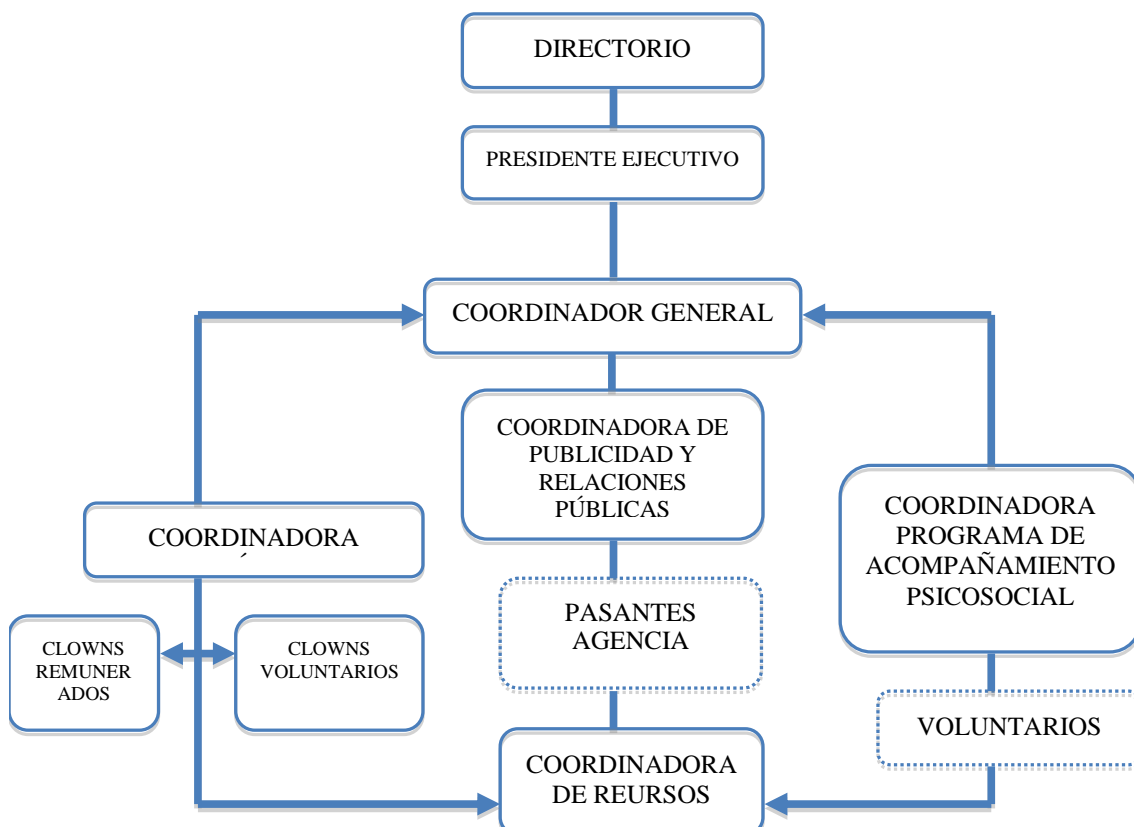 DIRECTORIO
PRESIDENTE EJECUTIVO
COORDINADOR GENERAL
COORDINADORA DE
PUBLICIDAD Y
RELACIONES
PÚBLICAS
COORDINADORA
PROGRAMA DE
ACOMPAÑAMIENTO
PSICOSOCIAL
COORDINADORA
PASANTES
AGENCIA
CLOWNS
REMUNER
ADOS
CLOWNS
VOLUNTARIOS
VOLUNTARIOS
COORDINADORA
DE REURSOS